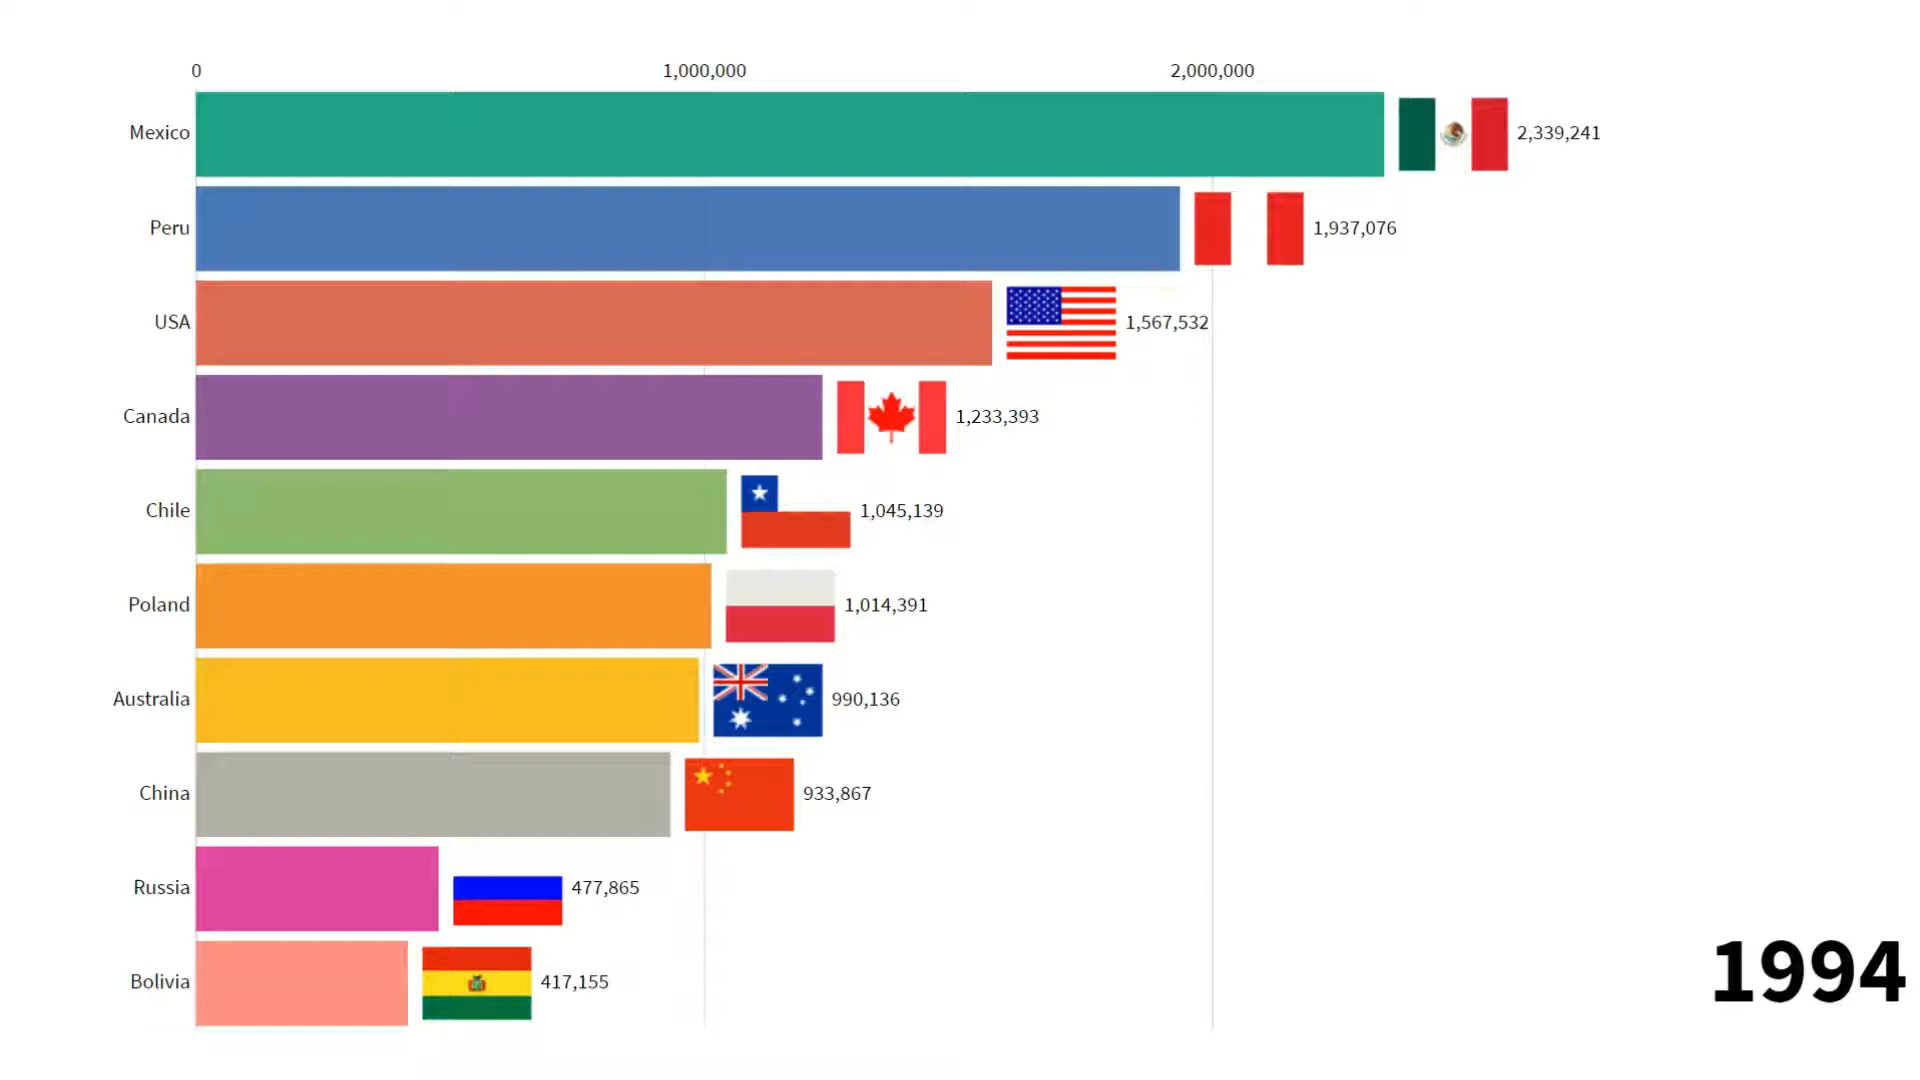 0 1,000,000 2,000,000
Mexico 2,339,241
Peru 1,937,076
USA 1,567,532
Canada 1,233,393
Chile 1,045,139
Poland 1,014,391
Australia 990,136
China 933,867
Russia 477,865
Bolivia 417,155
1994